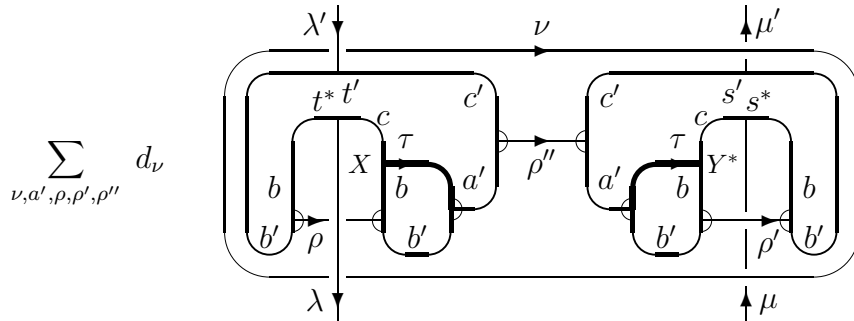 λ′ ν μ′
t* t′ c c′ c′ c s′ s*
∑ d_ν X τ ρ″ τ Y*
ν,a′,ρ,ρ′,ρ″ b b a′ a′ b b
b′ ρ b′ b′ ρ′ b′
λ μ